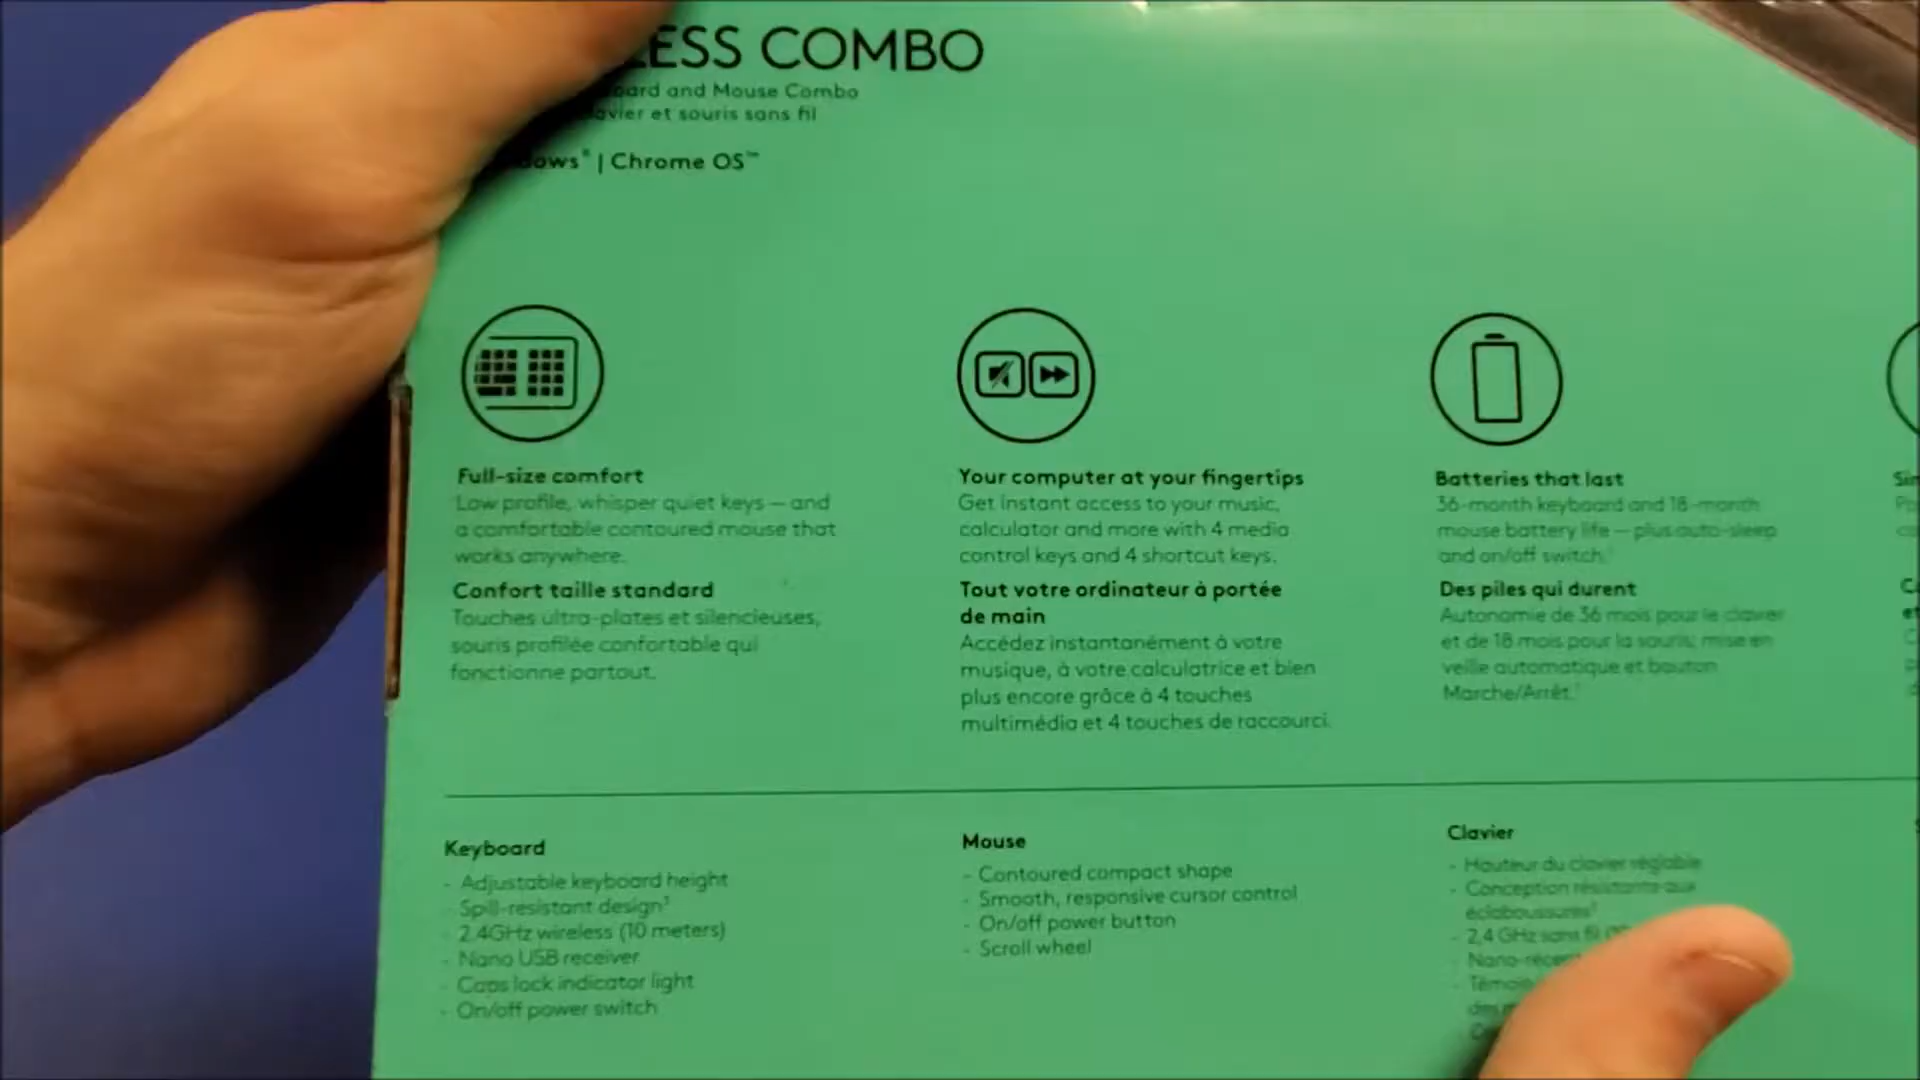 COMBO
and Mouse Combo
et souris sans fil
| Chrome OS™
Full-size comfort
Low profile, whisper quiet keys — and
a comfortable contoured mouse that
works anywhere.
Confort taille standard
Touches ultra-plates et silencieuses,
souris profilée confortable qui
fonctionne partout.
Your computer at your fingertips
Get instant access to your music,
calculator and more with 4 media
control keys and 4 shortcut keys.
Tout votre ordinateur à portée
de main
Accédez instantanément à votre
musique, à votre calculatrice et bien
plus encore grâce à 4 touches
multimédia et 4 touches de raccourci.
Batteries that last
36-month keyboard and 18-month
mouse battery life — plus auto-sleep
and on/off switch.¹
Des piles qui durent
Autonomie de 36 mois pour le clavier
et de 18 mois pour la souris; mise en
veille automatique et bouton
Marche/Arrêt.¹
Keyboard
- Adjustable keyboard height
- Spill-resistant design³
- 2.4GHz wireless (10 meters)
- Nano USB receiver
- Caps lock indicator light
- On/off power switch
Mouse
- Contoured compact shape
- Smooth, responsive cursor control
- On/off power button
- Scroll wheel
Clavier
- Hauteur du clavier réglable
- Conception résistante aux
éclaboussures³
- 2,4 GHz sans fil